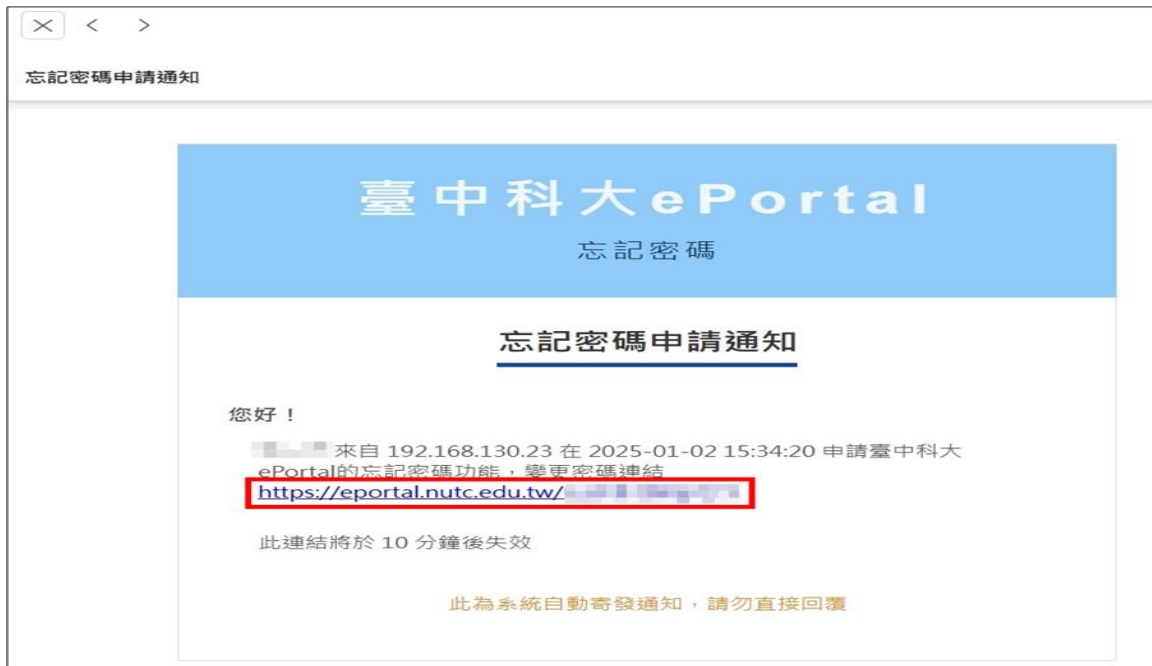 忘記密碼申請通知
臺中科大ePortal
忘記密碼
忘記密碼申請通知
您好！
來自 192.168.130.23 在 2025-01-02 15:34:20 申請臺中科大
ePortal的忘記密碼功能，變更密碼連結
https://eportal.nutc.edu.tw/
此連結將於 10 分鐘後失效
此為系統自動寄發通知，請勿直接回覆